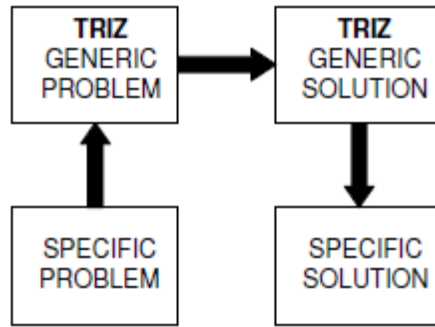 TRIZ
GENERIC
PROBLEM
TRIZ
GENERIC
SOLUTION
SPECIFIC
PROBLEM
SPECIFIC
SOLUTION